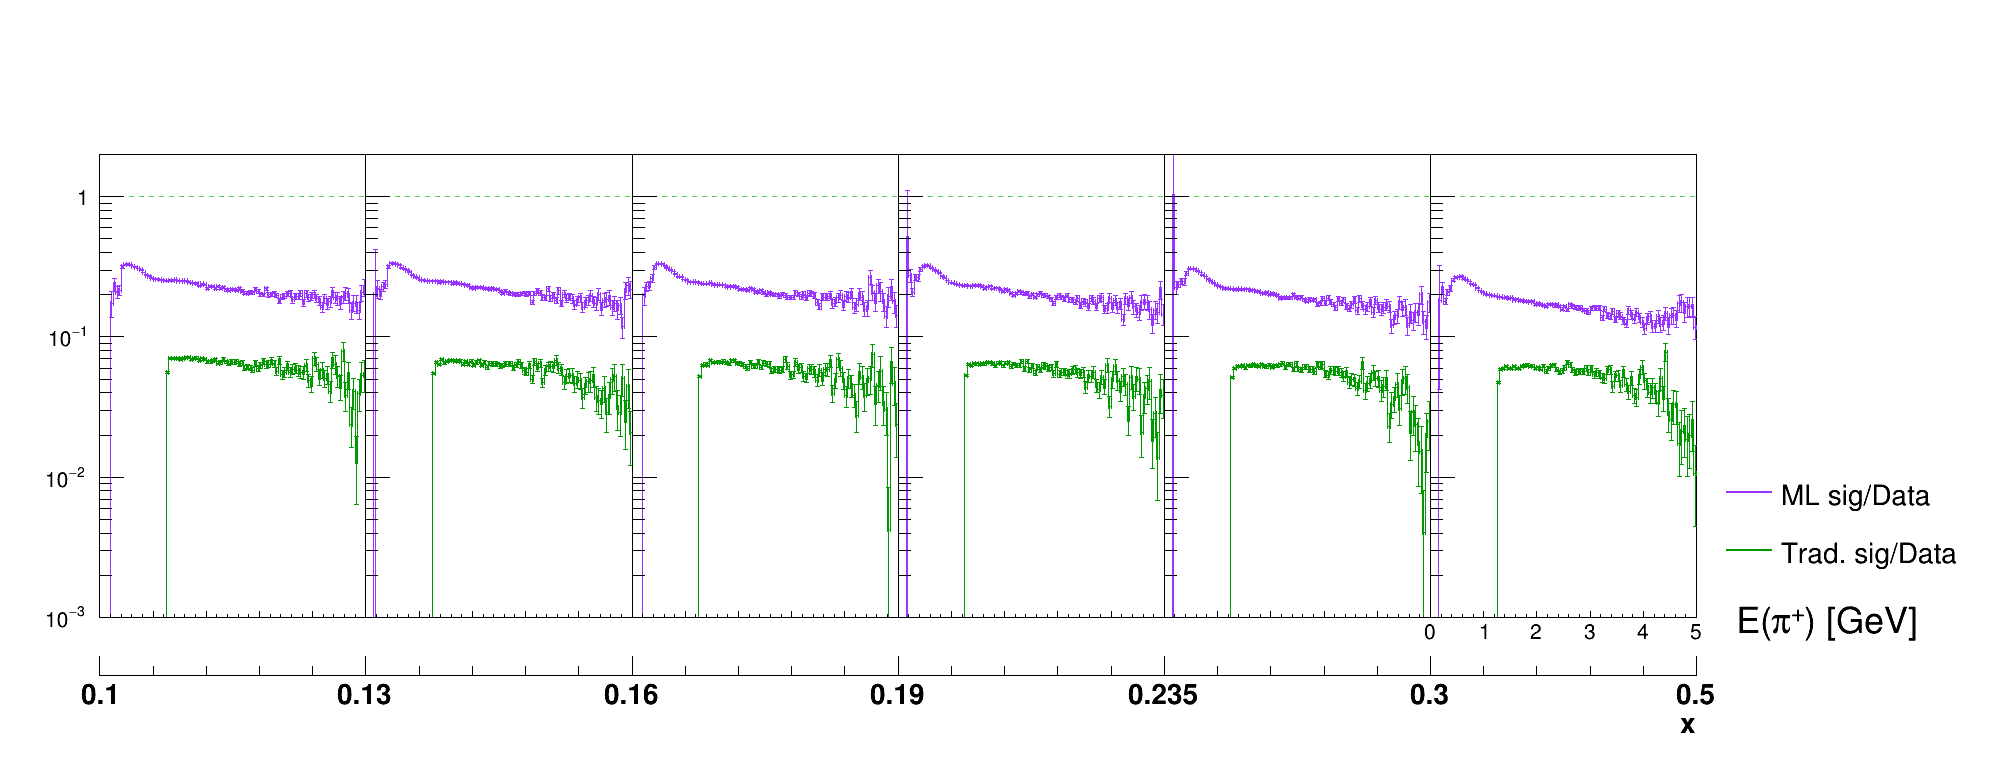 1
10⁻¹
10⁻²
10⁻³
ML sig/Data
Trad. sig/Data
E(π⁺) [GeV]
0 1 2 3 4 5
0.1 0.13 0.16 0.19 0.235 0.3 0.5
x